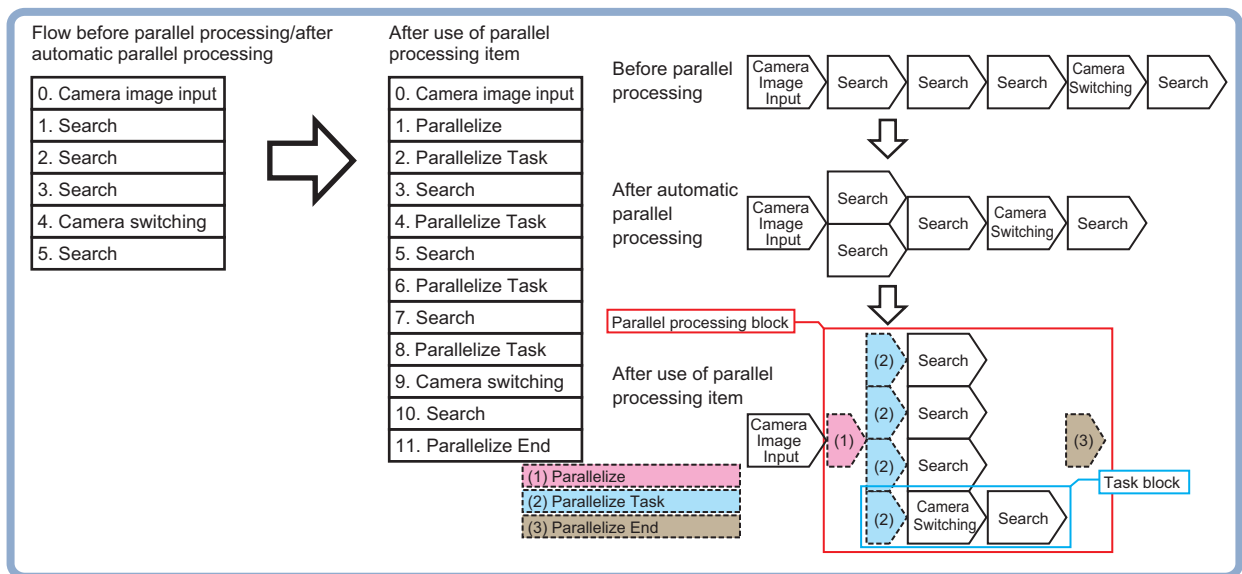 Flow before parallel processing/after
automatic parallel processing
0. Camera image input
1. Search
2. Search
3. Search
4. Camera switching
5. Search
After use of parallel
processing item
0. Camera image input
1. Parallelize
2. Parallelize Task
3. Search
4. Parallelize Task
5. Search
6. Parallelize Task
7. Search
8. Parallelize Task
9. Camera switching
10. Search
11. Parallelize End
Before parallel
processing
Camera
Image
Input
Search
Search
Search
Camera
Switching
Search
After automatic
parallel
processing
Camera
Image
Input
Search
Search
Search
Camera
Switching
Search
Parallel processing block
After use of parallel
processing item
Camera
Image
Input
(1)
(2)
Search
(2)
Search
(2)
Search
(2)
Camera
Switching
Search
(3)
Task block
(1) Parallelize
(2) Parallelize Task
(3) Parallelize End